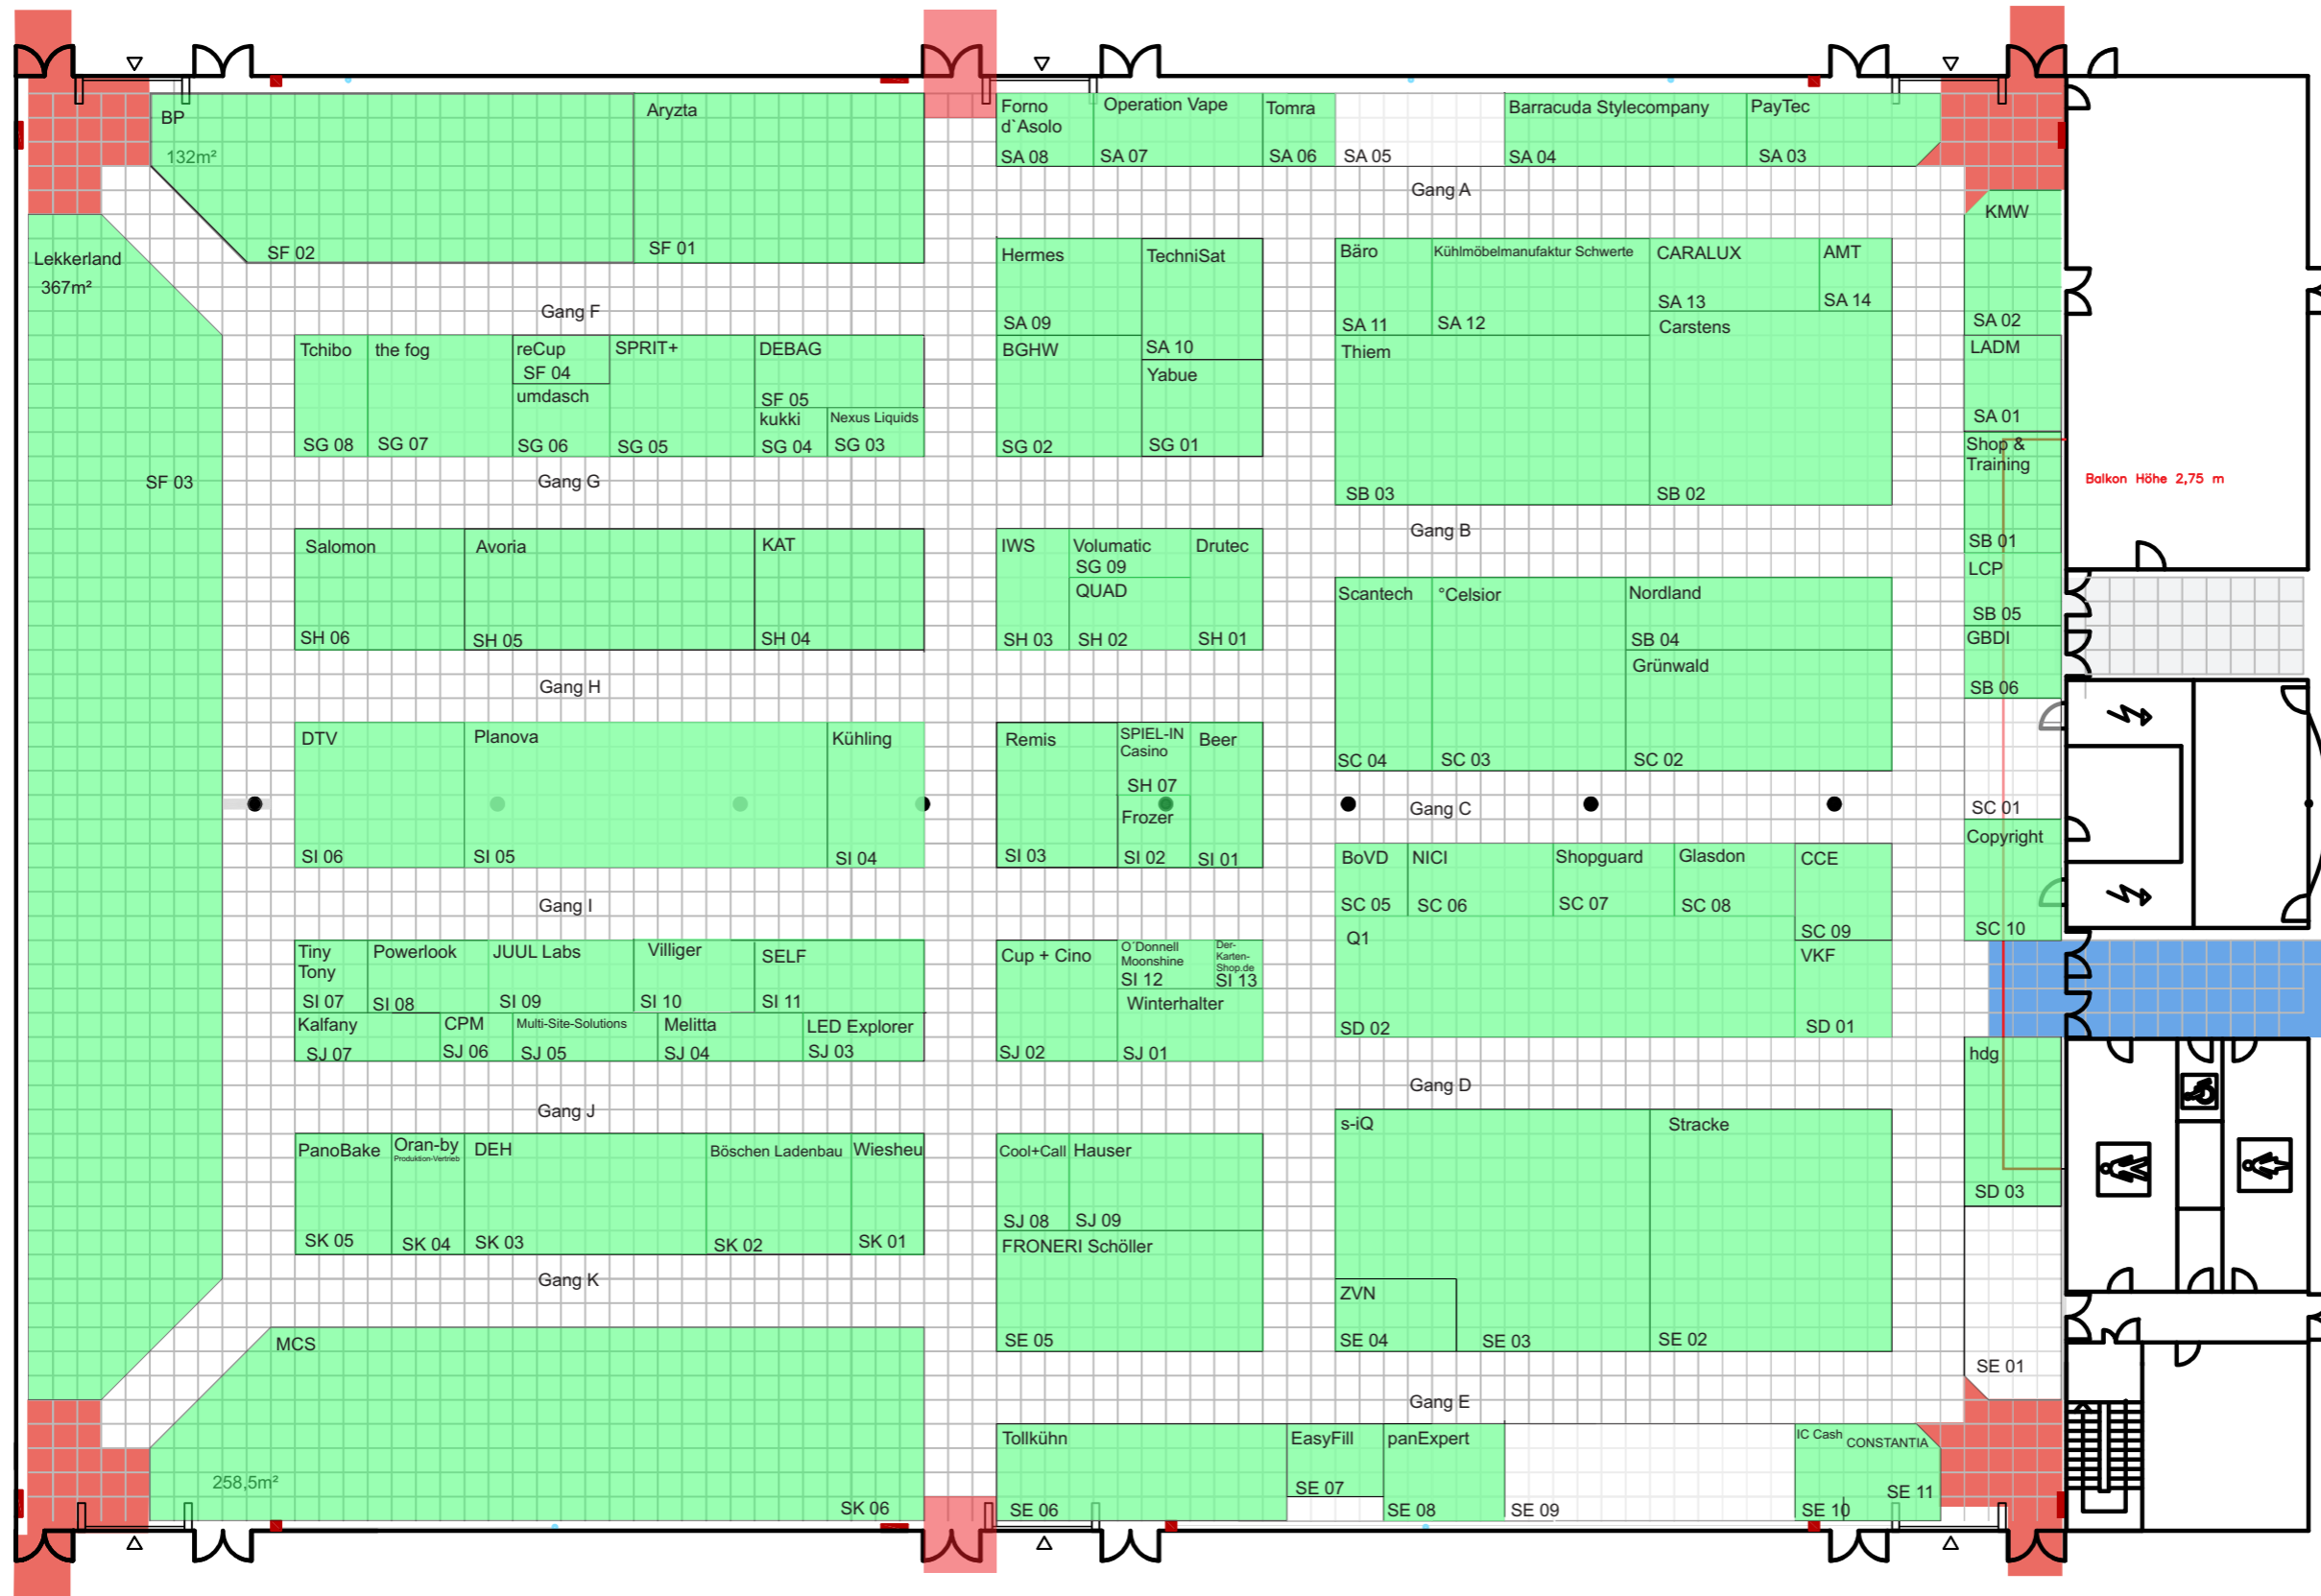 BP
132m²
SF 02
Aryzta
SF 01
Forno
d`Asolo
SA 08
Operation Vape
SA 07
Tomra
SA 06
SA 05
Barracuda Stylecompany
SA 04
PayTec
SA 03
Gang A
KMW
SA 02
Lekkerland
367m²
SF 03
Gang F
Hermes
SA 09
TechniSat
SA 10
Bäro
SA 11
Kühlmöbelmanufaktur Schwerte
SA 12
CARALUX
SA 13
AMT
SA 14
Tchibo
SG 08
the fog
SG 07
reCup
SF 04
umdasch
SG 06
SPRIT+
SG 05
DEBAG
SF 05
kukki
SG 04
Nexus Liquids
SG 03
BGHW
SG 02
Yabue
SG 01
Thiem
SB 03
Carstens
SB 02
LADM
SA 01
Shop &
Training
SB 01
Balkon Höhe 2,75 m
Gang G
Gang B
Salomon
SH 06
Avoria
SH 05
KAT
SH 04
IWS
SH 03
Volumatic
SG 09
QUAD
SH 02
Drutec
SH 01
Scantech
SC 04
°Celsior
SC 03
Nordland
SB 04
Grünwald
SC 02
LCP
SB 05
GBDI
SB 06
SC 01
Gang H
DTV
SI 06
Planova
SI 05
Kühling
SI 04
Remis
SI 03
SPIEL-IN
Casino
SH 07
Frozer
SI 02
Beer
SI 01
Gang C
Copyright
SC 10
BoVD
SC 05
NICI
SC 06
Shopguard
SC 07
Glasdon
SC 08
CCE
SC 09
Gang I
Tiny
Tony
SI 07
Powerlook
SI 08
JUUL Labs
SI 09
Villiger
SI 10
SELF
SI 11
Kalfany
SJ 07
CPM
SJ 06
Multi-Site-Solutions
SJ 05
Melitta
SJ 04
LED Explorer
SJ 03
Cup + Cino
SJ 02
O´Donnell
Moonshine
SI 12
Der-
Karten-
Shop.de
SI 13
Winterhalter
SJ 01
Q1
SD 02
VKF
SD 01
hdg
SD 03
Gang J
Gang D
PanoBake
SK 05
Oran-by
Produktion-Vertrieb
SK 04
DEH
SK 03
Böschen Ladenbau
SK 02
Wiesheu
SK 01
Cool+Call
SJ 08
Hauser
SJ 09
FRONERI Schöller
SE 05
s-iQ
SE 03
ZVN
SE 04
Stracke
SE 02
SE 01
Gang K
Gang E
MCS
258,5m²
SK 06
Tollkühn
SE 06
EasyFill
SE 07
panExpert
SE 08
SE 09
IC Cash
SE 10
CONSTANTIA
SE 11